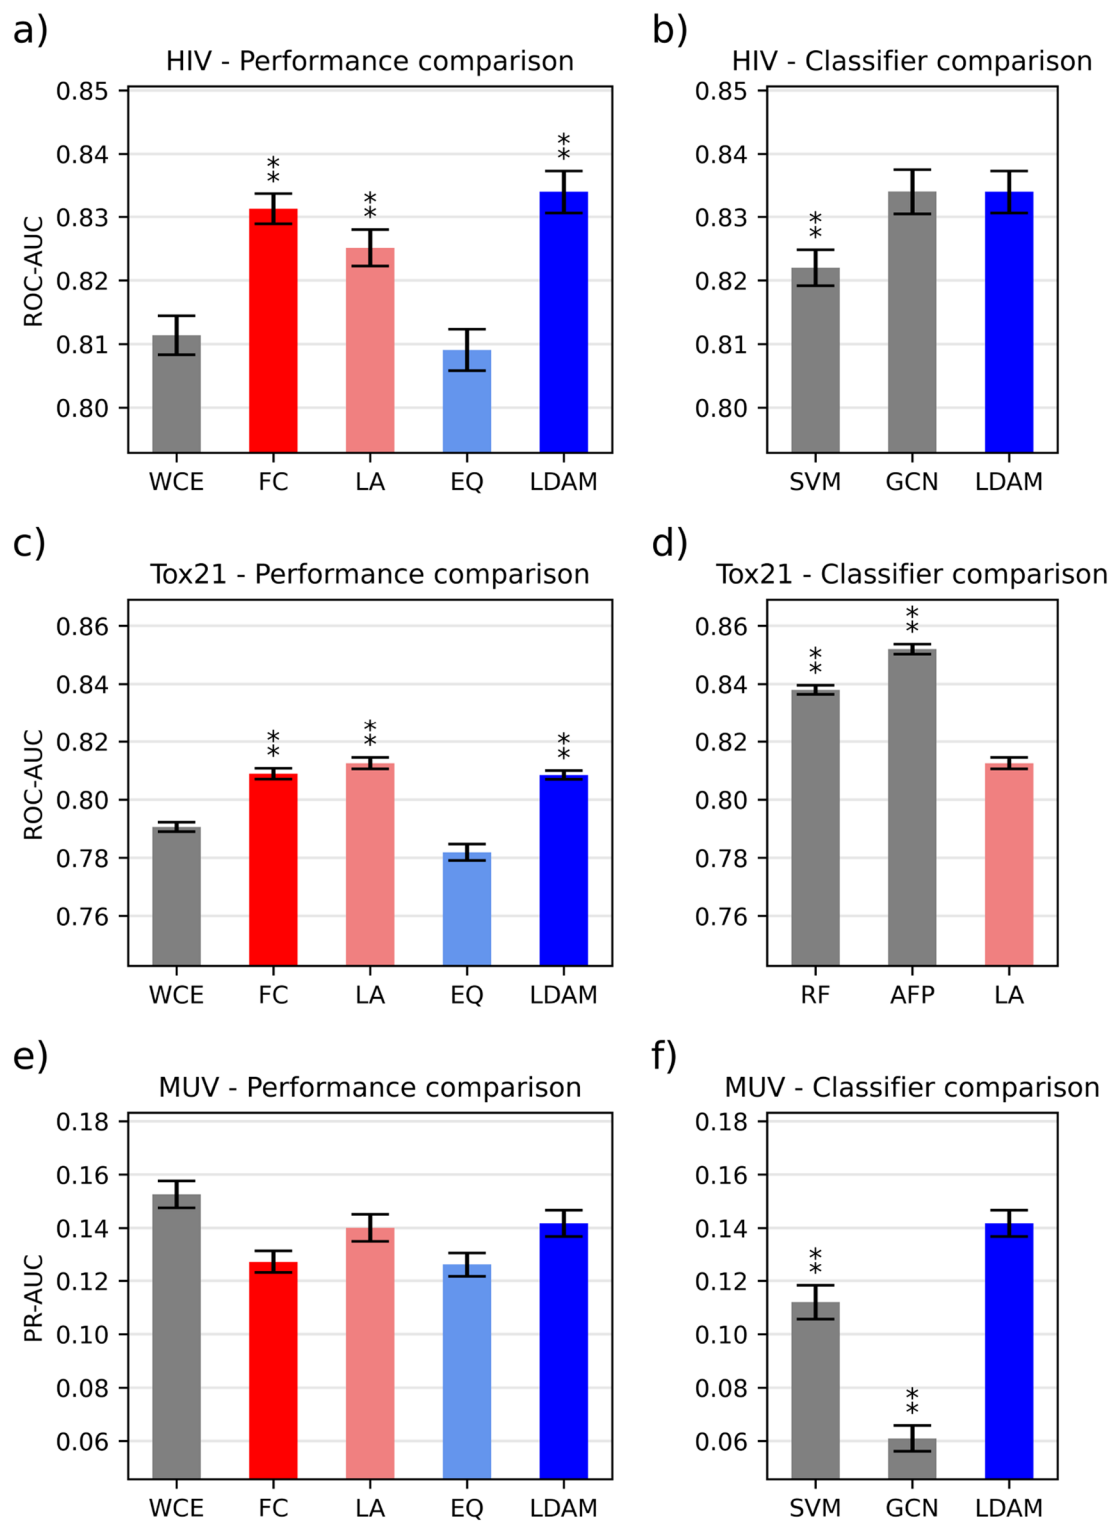 a)
HIV - Performance comparison
ROC-AUC
0.85
0.84
0.83
0.82
0.81
0.80
**
**
**
WCE FC LA EQ LDAM
b)
HIV - Classifier comparison
0.85
0.84
0.83
0.82
0.81
0.80
**
SVM GCN LDAM
c)
Tox21 - Performance comparison
ROC-AUC
0.86
0.84
0.82
0.80
0.78
0.76
**
**
**
WCE FC LA EQ LDAM
d)
Tox21 - Classifier comparison
0.86
0.84
0.82
0.80
0.78
0.76
**
**
RF AFP LA
e)
MUV - Performance comparison
PR-AUC
0.18
0.16
0.14
0.12
0.10
0.08
0.06
WCE FC LA EQ LDAM
f)
MUV - Classifier comparison
0.18
0.16
0.14
0.12
0.10
0.08
0.06
**
**
SVM GCN LDAM